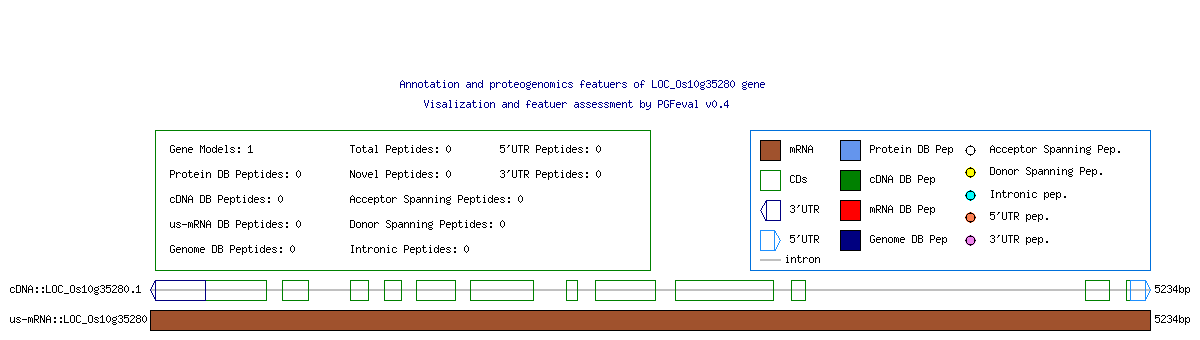 Annotation and proteogenomics featuers of LOC_Os10g35280 gene
Visalization and featuer assessment by PGFeval v0.4
Gene Models: 1 Total Peptides: 0 5'UTR Peptides: 0
Protein DB Peptides: 0 Novel Peptides: 0 3'UTR Peptides: 0
cDNA DB Peptides: 0 Acceptor Spanning Peptides: 0
us-mRNA DB Peptides: 0 Donor Spanning Peptides: 0
Genome DB Peptides: 0 Intronic Peptides: 0
mRNA Protein DB Pep Acceptor Spanning Pep.
CDs cDNA DB Pep Donor Spanning Pep.
3'UTR mRNA DB Pep Intronic pep.
5'UTR Genome DB Pep 5'UTR pep.
intron 3'UTR pep.
cDNA::LOC_Os10g35280.1 5234bp
us-mRNA::LOC_Os10g35280 5234bp